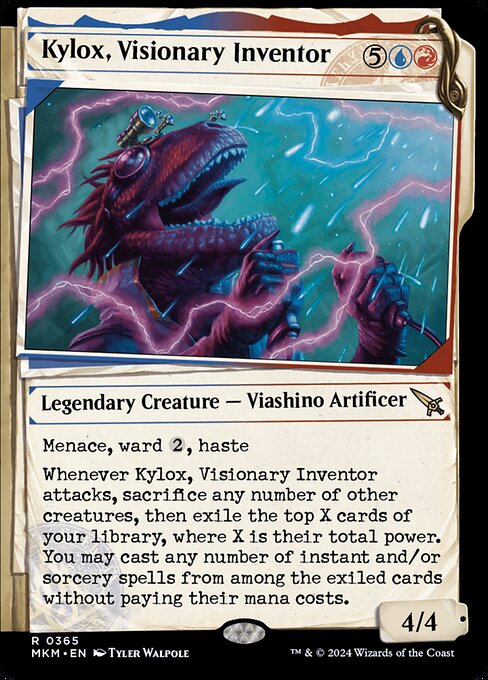 Kylox, Visionary Inventor 5
Legendary Creature — Viashino Artificer
Menace, ward 2, haste
Whenever Kylox, Visionary Inventor
attacks, sacrifice any number of other
creatures, then exile the top X cards of
your library, where X is their total power.
You may cast any number of instant and/or
sorcery spells from among the exiled cards
without paying their mana costs.
4/4
R 0365
MKM • EN Tyler Walpole
™ & © 2024 Wizards of the Coast